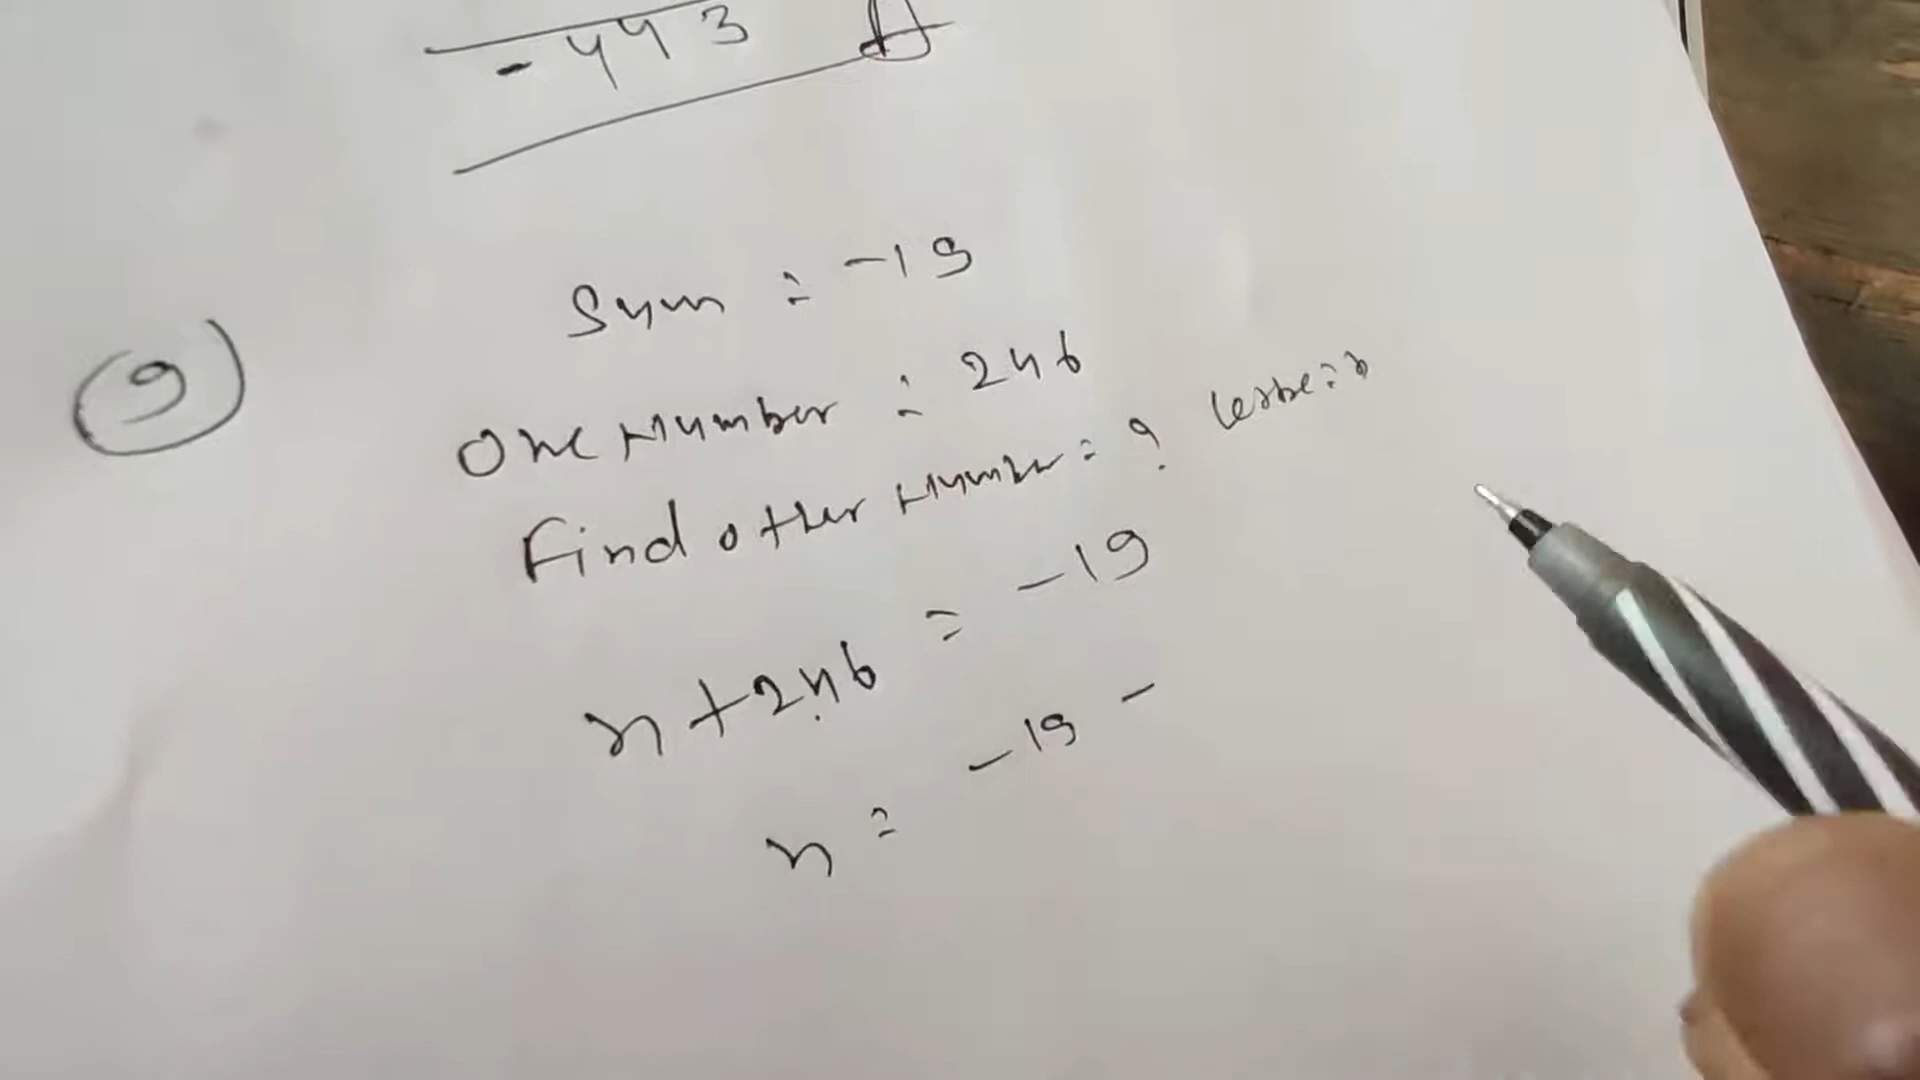 -443 A
Sum = -19
9
One Number = 246
Find other Number = ?
x+246 = -19
x = -19 -